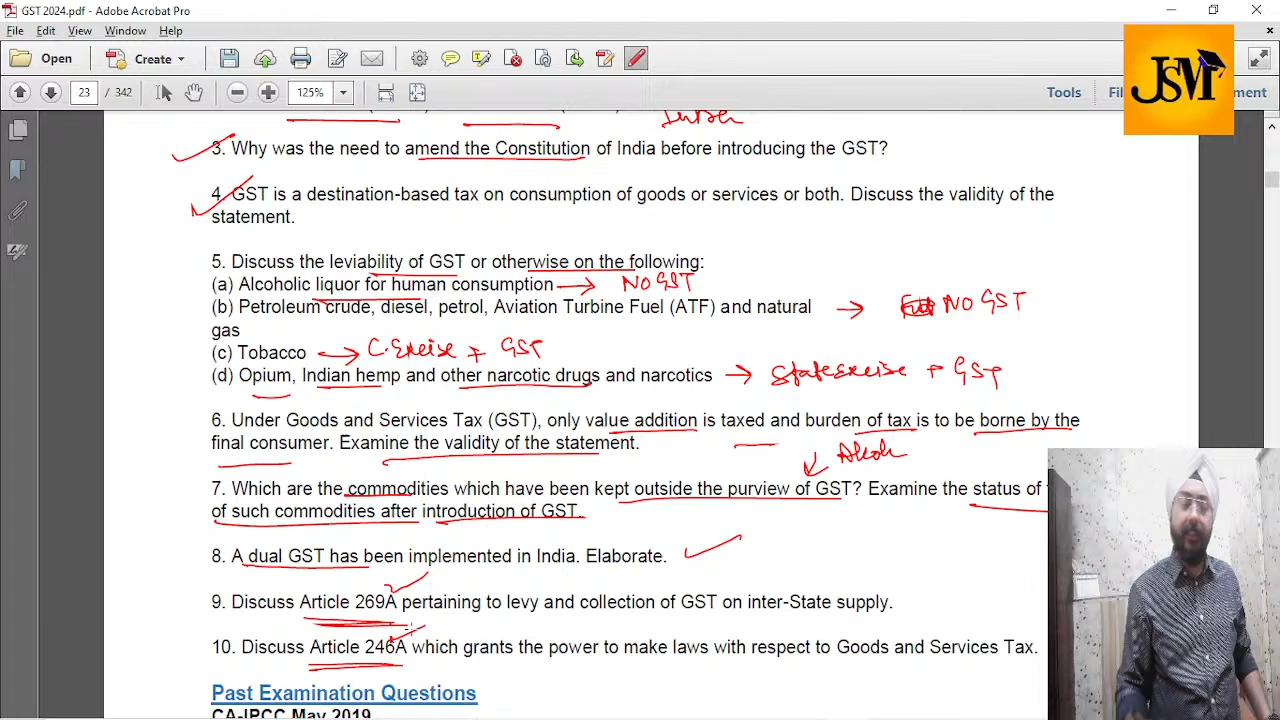 GST 2024.pdf - Adobe Acrobat Pro
File Edit View Window Help
Open Create
JSM
23 / 342 125% Tools
3. Why was the need to amend the Constitution of India before introducing the GST?
4. GST is a destination-based tax on consumption of goods or services or both. Discuss the validity of the
statement.
5. Discuss the leviability of GST or otherwise on the following:
(a) Alcoholic liquor for human consumption → NO GST
(b) Petroleum crude, diesel, petrol, Aviation Turbine Fuel (ATF) and natural → NO GST
gas
(c) Tobacco → C.Excise + GST
(d) Opium, Indian hemp and other narcotic drugs and narcotics → State Excise + GST
6. Under Goods and Services Tax (GST), only value addition is taxed and burden of tax is to be borne by the
final consumer. Examine the validity of the statement.
7. Which are the commodities which have been kept outside the purview of GST? Examine the status of
of such commodities after introduction of GST.
8. A dual GST has been implemented in India. Elaborate.
9. Discuss Article 269A pertaining to levy and collection of GST on inter-State supply.
10. Discuss Article 246A which grants the power to make laws with respect to Goods and Services Tax.
Past Examination Questions
CA-IPCC May 2019